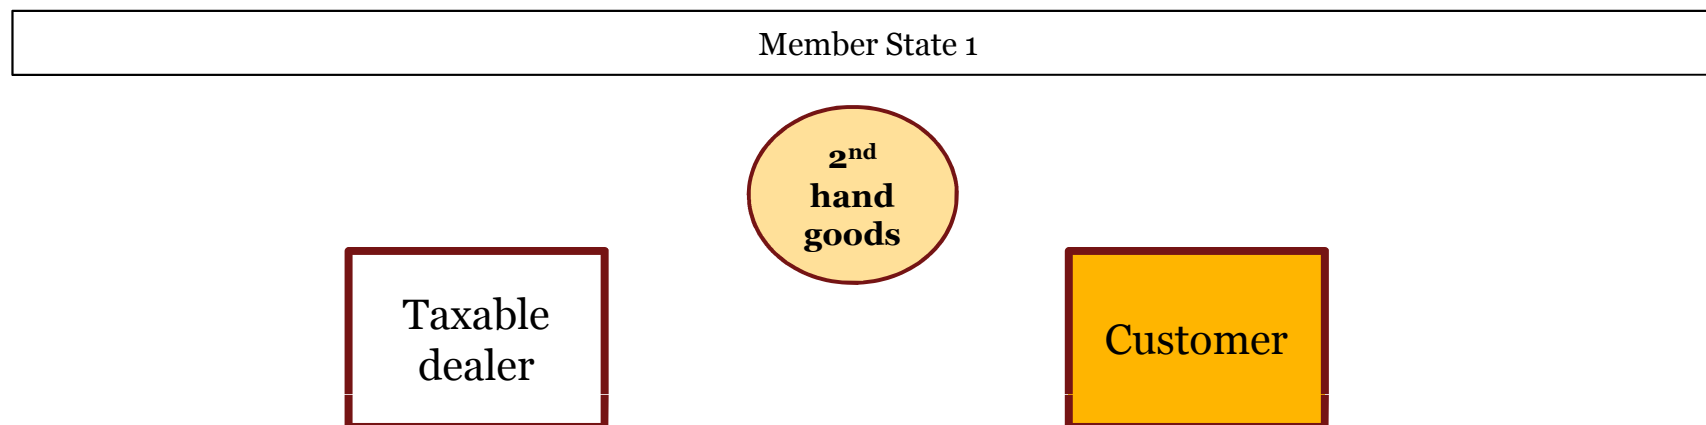 Member State 1
2nd
hand
goods
Taxable
dealer
Customer